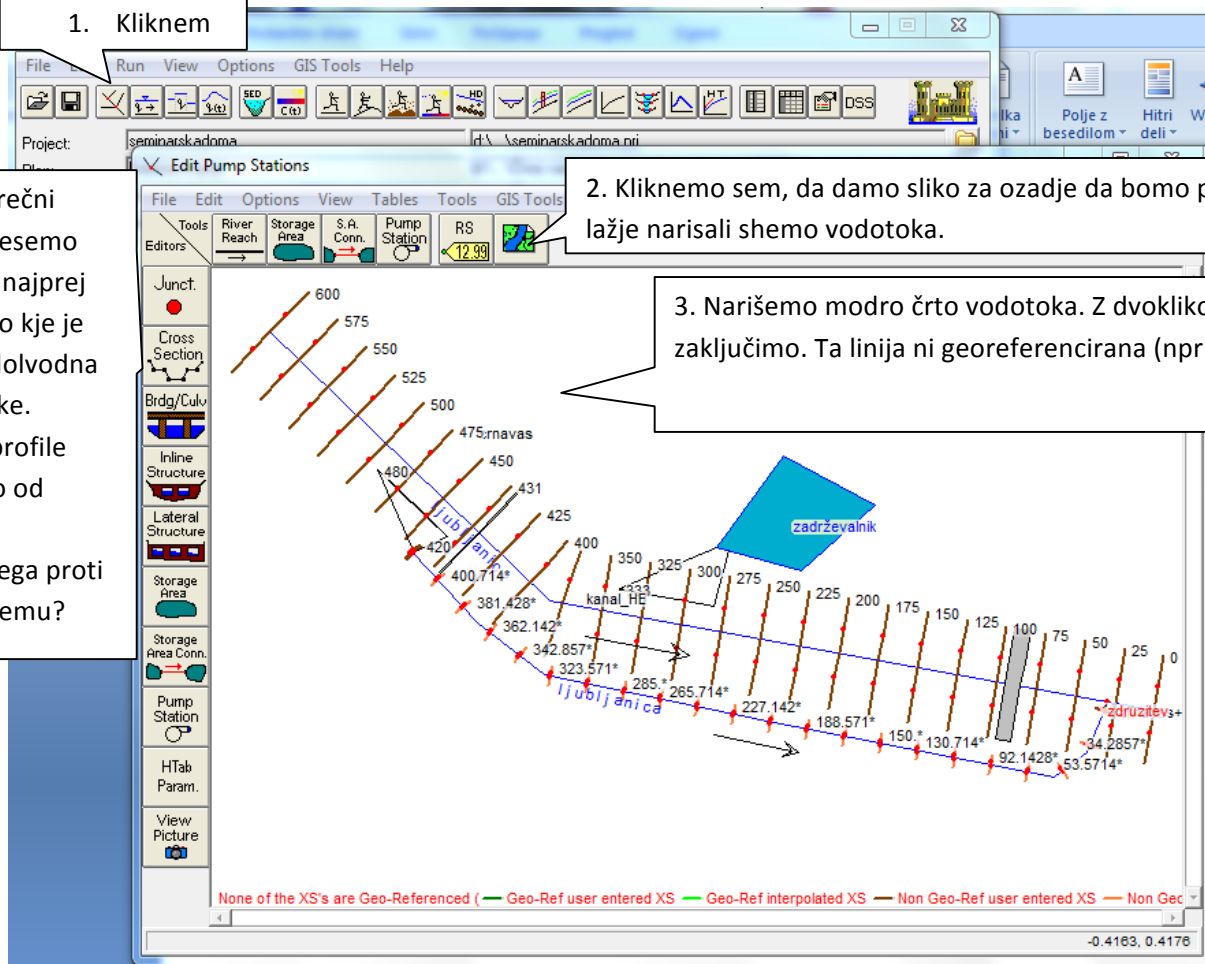 1. Kliknem
File
Run View Options GIS Tools Help
SED
HD
HT
DSS
Project:
seminarskadoma
d:\...\seminarskadoma.prj
Polje z besedilom
Hitri deli
Edit Pump Stations
File Edit Options View Tables Tools GIS Tools
Tools
Editors
River Reach
Storage Area
S.A. Conn.
Pump Station
RS
12.99
2. Kliknemo sem, da damo sliko za ozadje da bomo p
lažje narisali shemo vodotoka.
3. Narišemo modro črto vodotoka. Z dvokliko
zaključimo. Ta linija ni georeferencirana (npr
rečni
esemo
najprej
o kje je
dolvodna
ke.
profile
o od
ega proti
emu?
Junct.
Cross Section
Brdg/Culv
Inline Structure
Lateral Structure
Storage Area
Storage Area Conn.
Pump Station
HTab Param.
View Picture
600
575
550
525
500
475
rnavas
450
480
431
425
420
400
350
325
300
275
250
225
200
175
150
125
100
75
50
25
0
333
kanal_HE
zadrževalnik
ljubljanica
400.714*
381.428*
362.142*
342.857*
323.571*
285.*
265.714*
227.142*
188.571*
150.*
130.714*
92.1428*
53.5714*
34.2857*
zdruzitev
ljubljanica
None of the XS's are Geo-Referenced ( Geo-Ref user entered XS Geo-Ref interpolated XS Non Geo-Ref user entered XS Non Geo
-0.4163, 0.4176